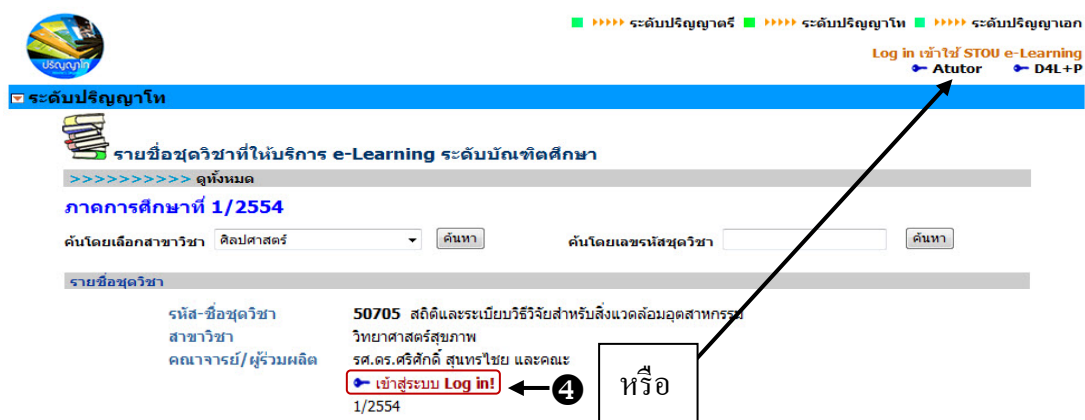 ››››› ระดับปริญญาตรี ››››› ระดับปริญญาโท ››››› ระดับปริญญาเอก
ปริญญาโท
Log in เข้าใช้ STOU e-Learning
Atutor D4L+P
ระดับปริญญาโท
รายชื่อชุดวิชาที่ให้บริการ e-Learning ระดับบัณฑิตศึกษา
>>>>>>>>>> ดูทั้งหมด
ภาคการศึกษาที่ 1/2554
ค้นโดยเลือกสาขาวิชา ศิลปศาสตร์ ค้นหา ค้นโดยเลขรหัสชุดวิชา ค้นหา
รายชื่อชุดวิชา
รหัส-ชื่อชุดวิชา 50705 สถิติและระเบียบวิธีวิจัยสำหรับสิ่งแวดล้อมอุตสาหกรรม
สาขาวิชา วิทยาศาสตร์สุขภาพ
คณาจารย์/ผู้ร่วมผลิต รศ.ดร.ศริศักดิ์ สุนทรไชย และคณะ
เข้าสู่ระบบ Log in! 4 หรือ
1/2554